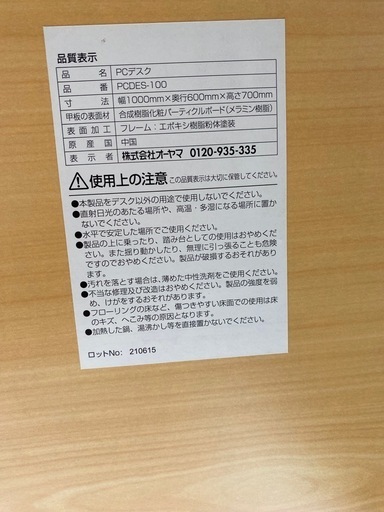 品質表示
品名 PCデスク
品番 PCDES-100
寸法 幅1000mm×奥行600mm×高さ700mm
甲板の表面材 合成樹脂化粧パーティクルボード(メラミン樹脂)
表面加工 フレーム:エポキシ樹脂粉体塗装
原産国 中国
表示者 株式会社オーヤマ 0120-935-335
⚠使用上の注意 この品質表示は大切に保管してください。
●本製品をデスク以外の用途で使用しないでください。
●直射日光のあたる場所や、高温・多湿になる場所に置か
ないでください。
●水平で安定した場所でご使用ください。
●製品の上に乗ったり、踏み台としての使用はおやめくだ
さい。また揺り動かしたり、無理に引っ張ることも危険
ですのでおやめください。製品が破損するおそれがあり
ます。
●汚れを落とす場合は、薄めた中性洗剤をご使用ください。
●不当な修理及び改造はおやめください。製品の強度を弱
め、けがをするおそれがあります。
●フローリングの床など、傷つきやすい床面での使用は床
のキズ、へこみ等の原因となります。
●加熱した鍋、湯沸かし等を直接置かないでください。
ロットNo: 210615